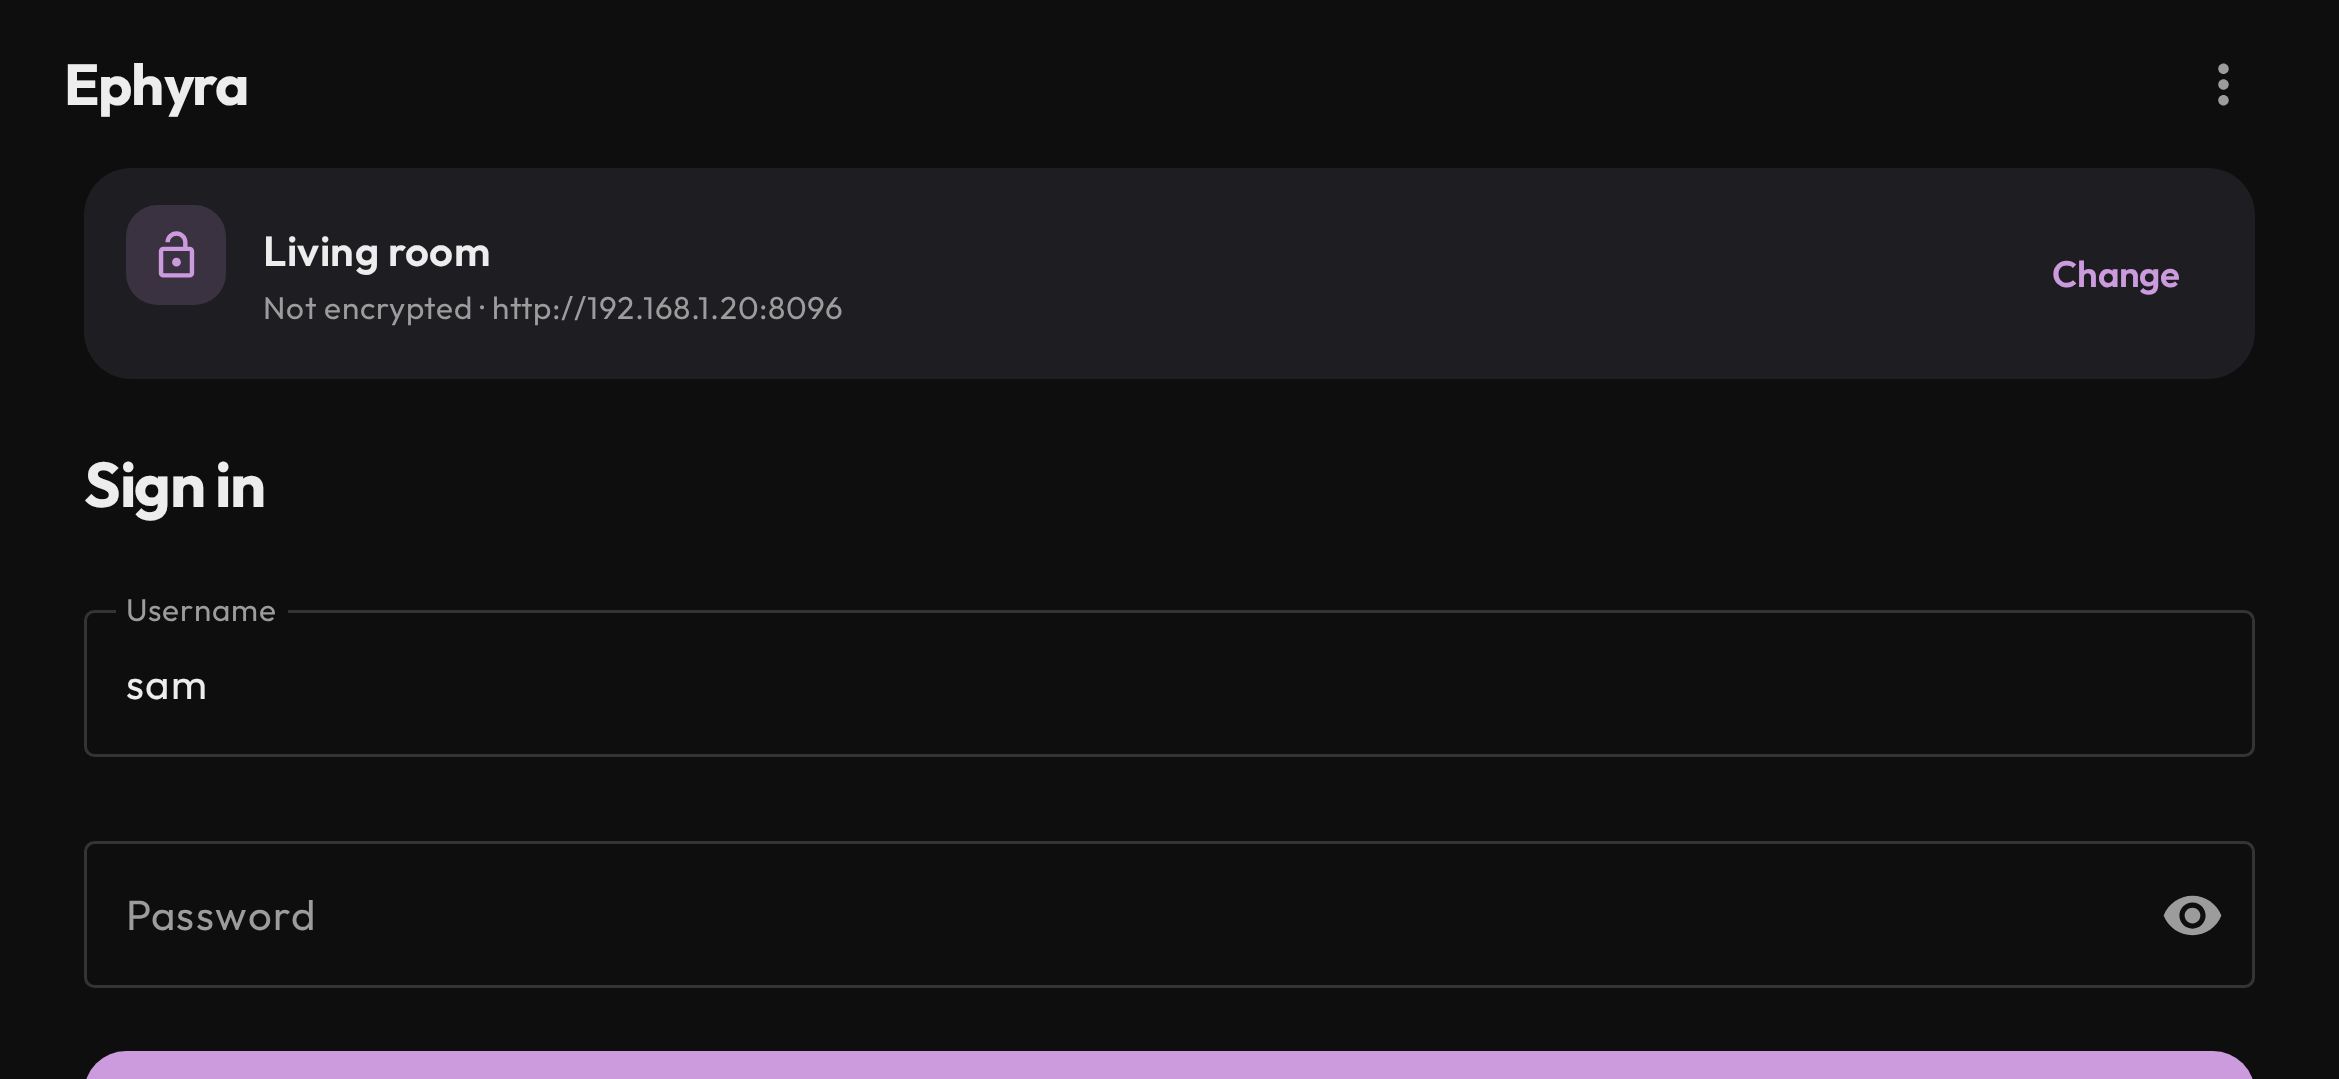 Ephyra
Living room
Change
Not encrypted · http://192.168.1.20:8096
Sign in
Username
sam
Password